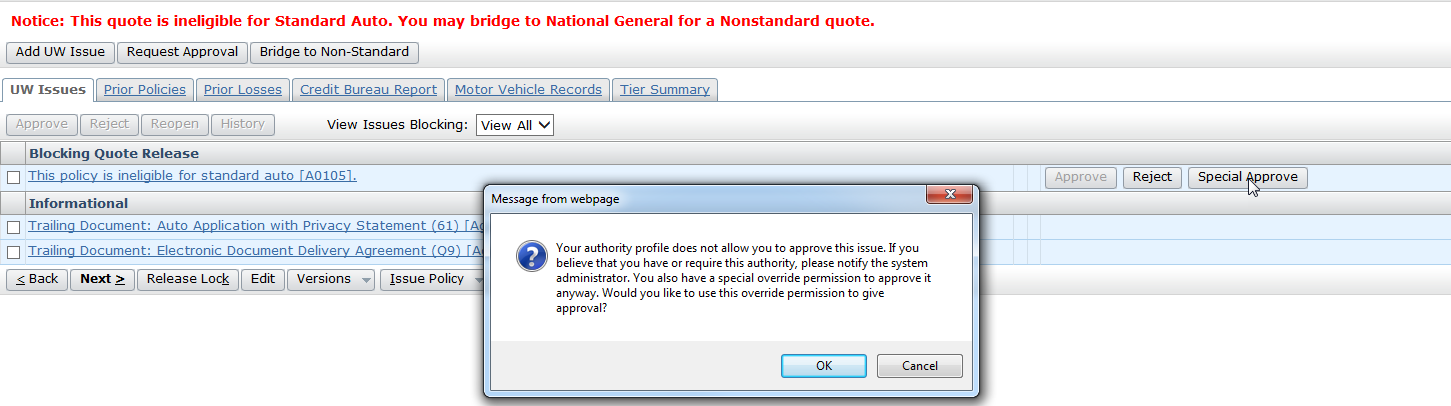 Notice: This quote is ineligible for Standard Auto. You may bridge to National General for a Nonstandard quote.
Add UW Issue Request Approval Bridge to Non-Standard
UW Issues Prior Policies Prior Losses Credit Bureau Report Motor Vehicle Records Tier Summary
Approve Reject Reopen History View Issues Blocking: View All
Blocking Quote Release
This policy is ineligible for standard auto [A0105]. Approve Reject Special Approve
Informational
Trailing Document: Auto Application with Privacy Statement (61)
Trailing Document: Electronic Document Delivery Agreement (Q9)
< Back Next > Release Lock Edit Versions Issue Policy
Message from webpage
Your authority profile does not allow you to approve this issue. If you
believe that you have or require this authority, please notify the system
administrator. You also have a special override permission to approve it
anyway. Would you like to use this override permission to give
approval?
OK Cancel